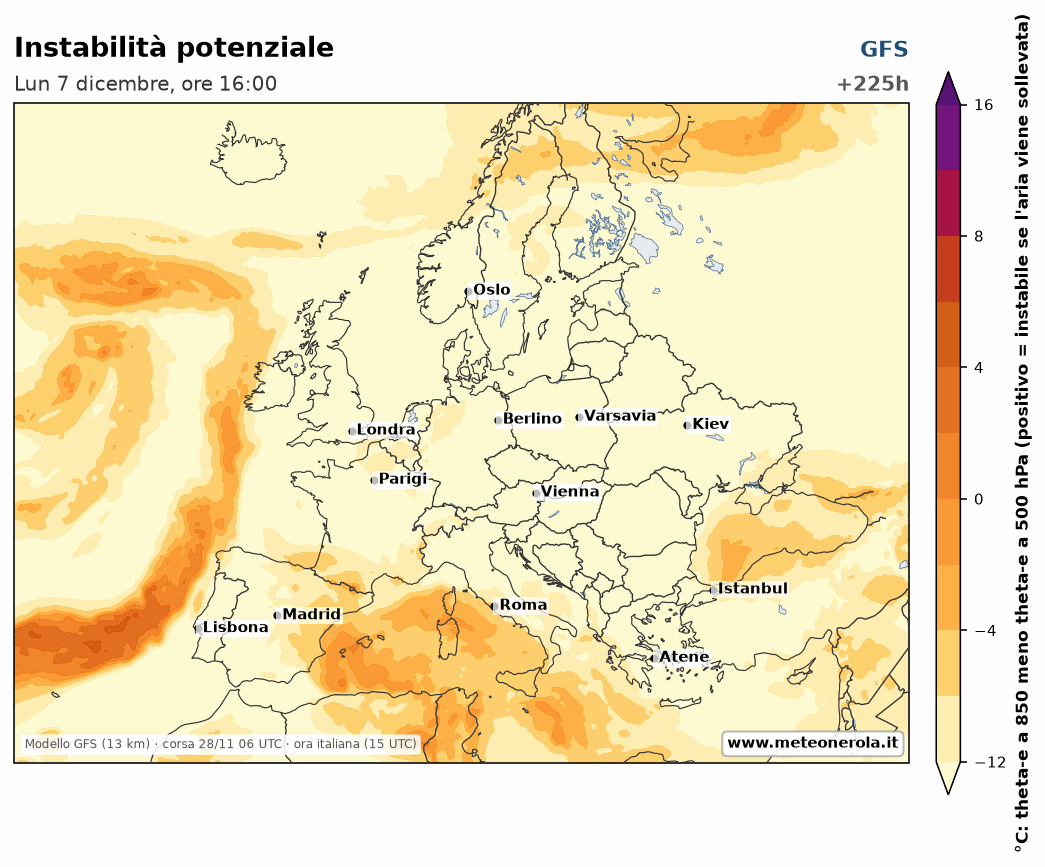 Instabilità potenziale
GFS
Lun 7 dicembre, ore 16:00
+225h
Oslo
Londra
Berlino
Varsavia
Kiev
Parigi
Vienna
Istanbul
Roma
Madrid
Lisbona
Atene
Modello GFS (13 km) · corsa 28/11 06 UTC · ora italiana (15 UTC)
www.meteonerola.it
16
8
4
0
−4
−12
°C: theta-e a 850 meno theta-e a 500 hPa (positivo = instabile se l'aria viene sollevata)